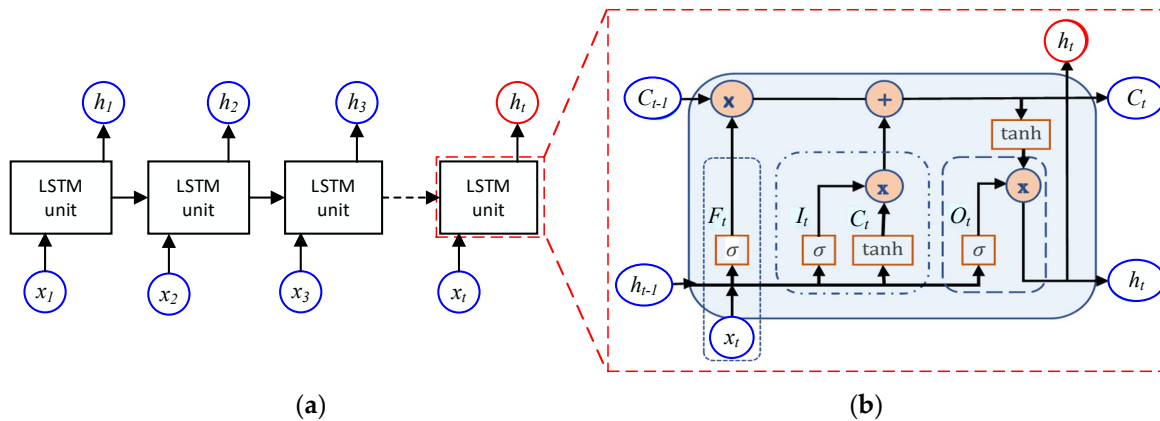 h1
h2
h3
ht
LSTM
unit
LSTM
unit
LSTM
unit
LSTM
unit
x1
x2
x3
xt
(a)
ht
Ct-1
x
+
Ct
tanh
x
x
Ft
It
Ct
Ot
σ
σ
tanh
σ
ht-1
ht
xt
(b)